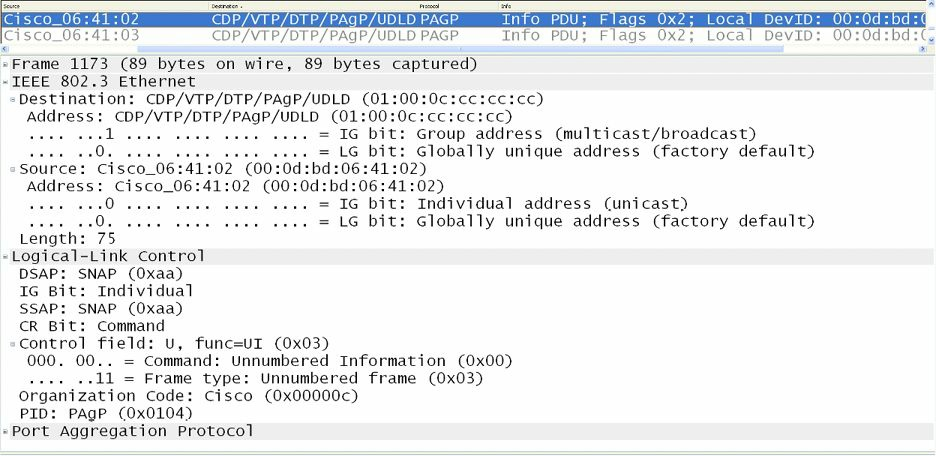 Source Destination Protocol Info
Cisco_06:41:02 CDP/VTP/DTP/PAgP/UDLD PAGP Info PDU; Flags 0x2; Local DevID: 00:0d:bd:0
Cisco_06:41:03 CDP/VTP/DTP/PAgP/UDLD PAGP Info PDU; Flags 0x2; Local DevID: 00:0d:bd:0
Frame 1173 (89 bytes on wire, 89 bytes captured)
IEEE 802.3 Ethernet
Destination: CDP/VTP/DTP/PAgP/UDLD (01:00:0c:cc:cc:cc)
Address: CDP/VTP/DTP/PAgP/UDLD (01:00:0c:cc:cc:cc)
.... ...1 .... .... .... .... = IG bit: Group address (multicast/broadcast)
.... ..0. .... .... .... .... = LG bit: Globally unique address (factory default)
Source: Cisco_06:41:02 (00:0d:bd:06:41:02)
Address: Cisco_06:41:02 (00:0d:bd:06:41:02)
.... ...0 .... .... .... .... = IG bit: Individual address (unicast)
.... ..0. .... .... .... .... = LG bit: Globally unique address (factory default)
Length: 75
Logical-Link Control
DSAP: SNAP (0xaa)
IG Bit: Individual
SSAP: SNAP (0xaa)
CR Bit: Command
Control field: U, func=UI (0x03)
000. 00.. = Command: Unnumbered Information (0x00)
.... ..11 = Frame type: Unnumbered frame (0x03)
Organization Code: Cisco (0x00000c)
PID: PAgP (0x0104)
Port Aggregation Protocol